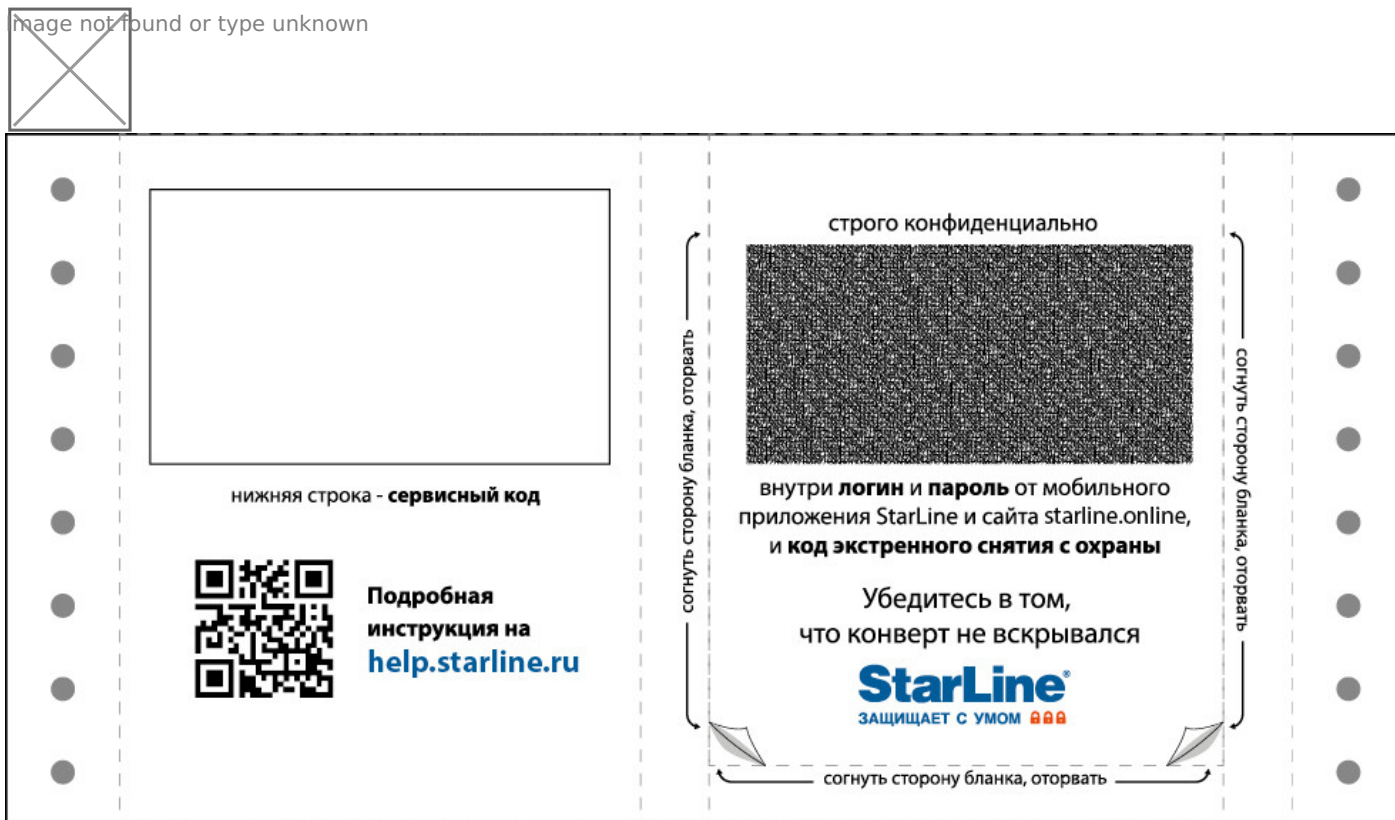 Image not found or type unknown
нижняя строка - сервисный код
Подробная
инструкция на
help.starline.ru
согнуть сторону бланка, оторвать
строго конфиденциально
внутри логин и пароль от мобильного
приложения StarLine и сайта starline.online,
и код экстренного снятия с охраны
Убедитесь в том,
что конверт не вскрывался
StarLine®
ЗАЩИЩАЕТ С УМОМ
согнуть сторону бланка, оторвать
согнуть сторону бланка, оторвать